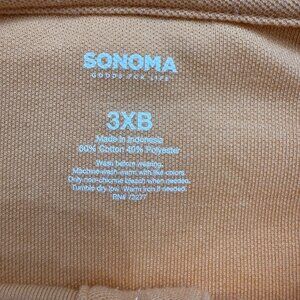 SONOMA
GOODS FOR LIFE
3XB
Made in Indonesia
60% Cotton 40% Polyester
Wash before wearing.
Machine wash warm with like colors.
Only non-chlorine bleach when needed.
Tumble dry low. Warm iron if needed.
RN# 73277